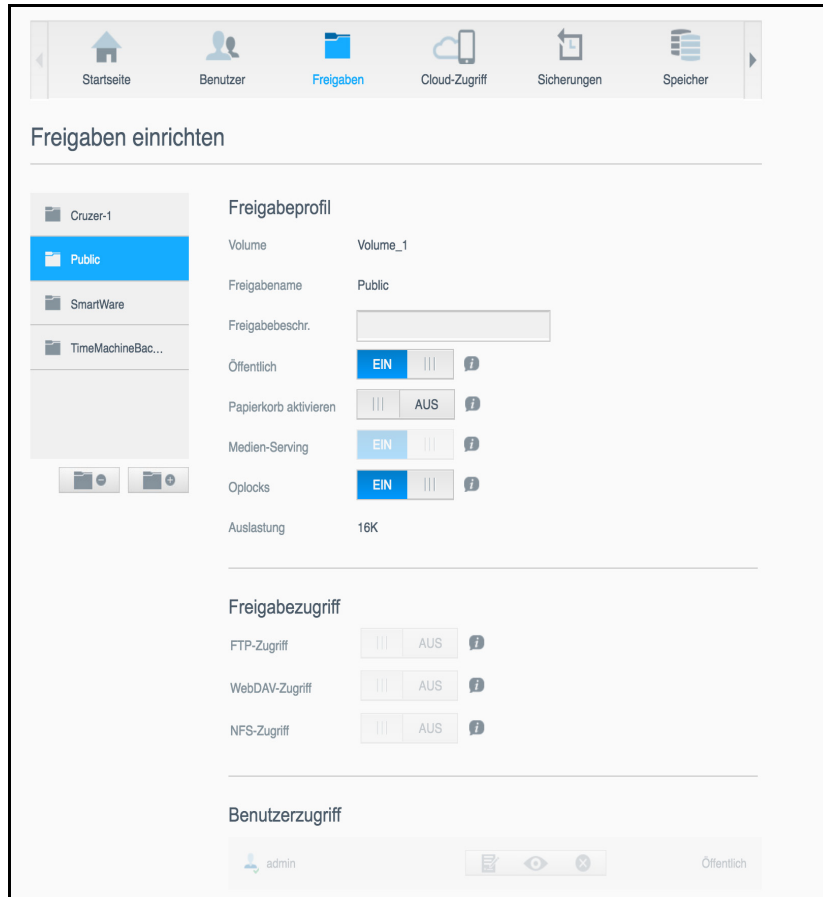 Startseite Benutzer Freigaben Cloud-Zugriff Sicherungen Speicher
Freigaben einrichten
Cruzer-1
Public
SmartWare
TimeMachineBac...
Freigabeprofil
Volume Volume_1
Freigabename Public
Freigabebeschr.
Öffentlich EIN
Papierkorb aktivieren AUS
Medien-Serving EIN
Oplocks EIN
Auslastung 16K
Freigabezugriff
FTP-Zugriff AUS
WebDAV-Zugriff AUS
NFS-Zugriff AUS
Benutzerzugriff
admin Öffentlich